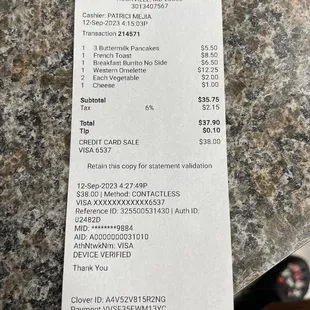 3013407567
Cashier: PATRICI MEJIA
12-Sep-2023 4:15:03P
Transaction 214571
1 3 Buttermilk Pancakes $5.50
1 French Toast $8.50
1 Breakfast Burrito No Side $6.50
1 Western Omelette $12.25
2 Each Vegetable $2.00
1 Cheese $1.00
Subtotal $35.75
Tax 6% $2.15
Total $37.90
Tip $0.10
CREDIT CARD SALE $38.00
VISA 6537
Retain this copy for statement validation
12-Sep-2023 4:27:49P
$38.00 | Method: CONTACTLESS
VISA XXXXXXXXXXXX6537
Reference ID: 325500531430 | Auth ID:
02482D
MID: ********9884
AID: A0000000031010
AthNtwkNm: VISA
DEVICE VERIFIED
Thank You
Clover ID: A4V52V815R2NG